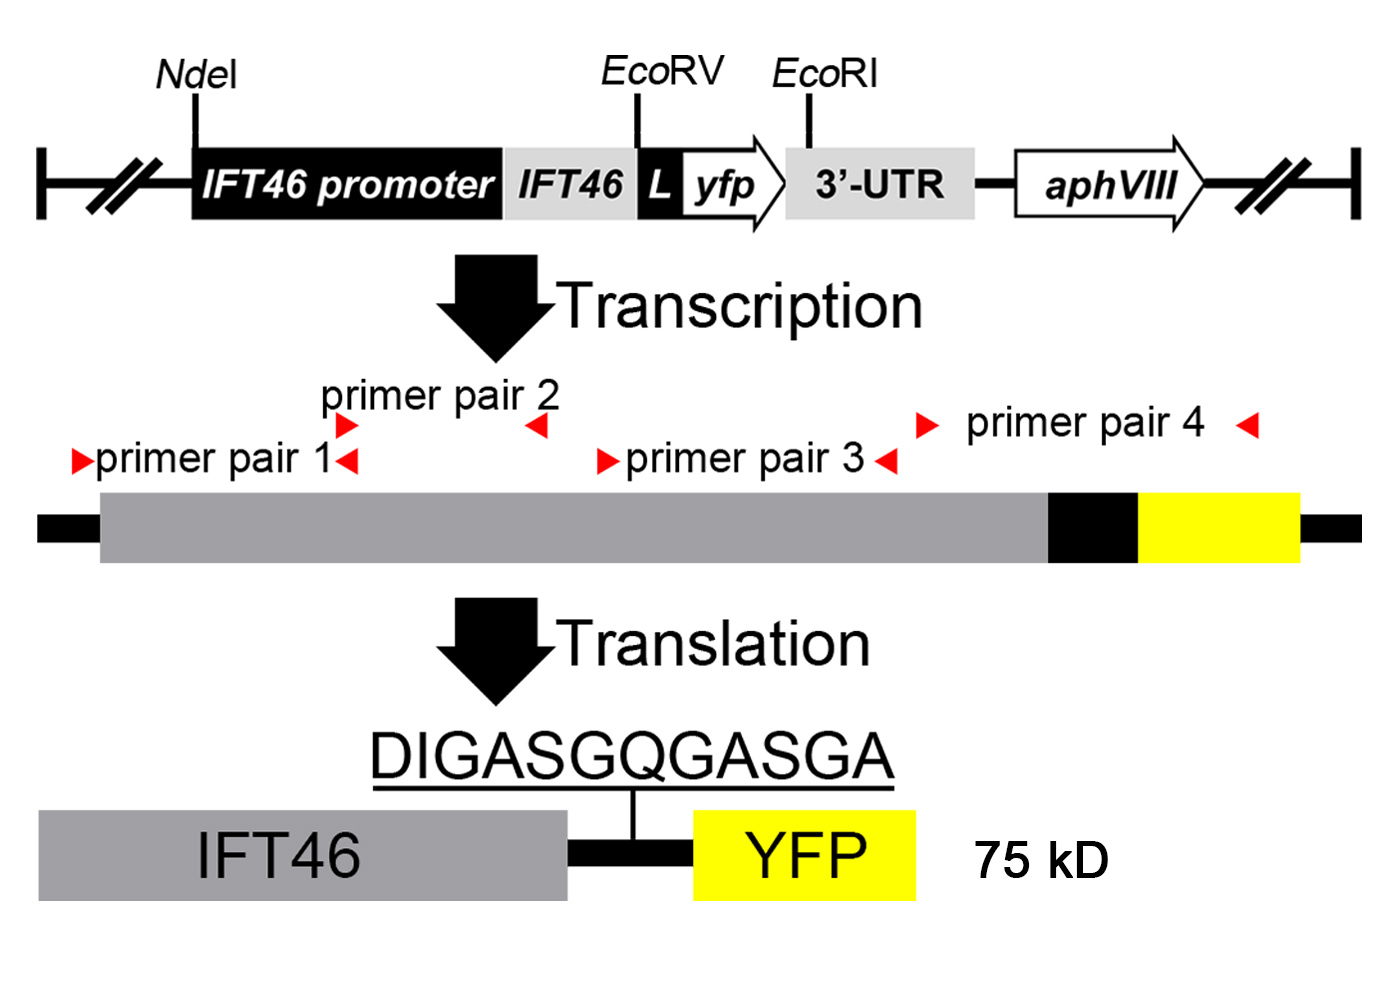 NdeI EcoRV EcoRI
IFT46 promoter IFT46 L yfp 3’-UTR aphVIII
Transcription
primer pair 2
primer pair 4
primer pair 1 primer pair 3
Translation
DIGASGQGASGA
IFT46 YFP 75 kD